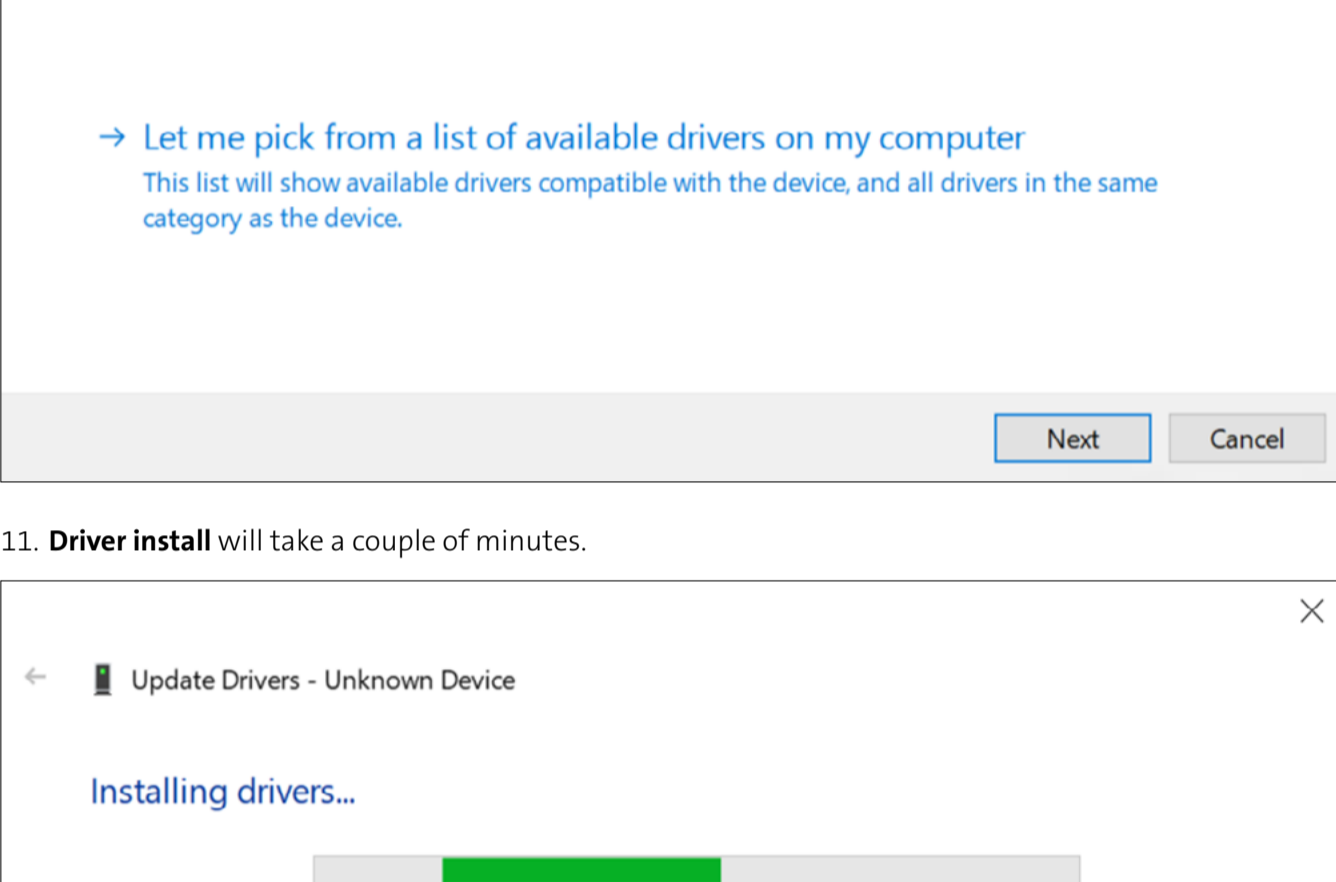 → Let me pick from a list of available drivers on my computer
This list will show available drivers compatible with the device, and all drivers in the same
category as the device.
Next Cancel
11. Driver install will take a couple of minutes.
Update Drivers - Unknown Device
Installing drivers...